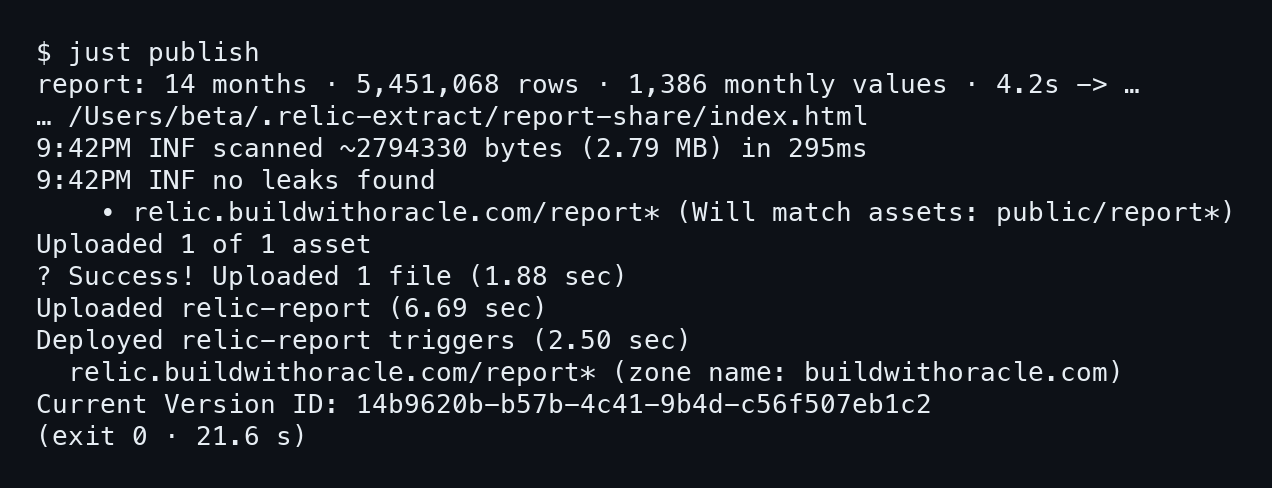 $ just publish
report: 14 months · 5,451,068 rows · 1,386 monthly values · 4.2s —> …
… /Users/beta/.relic-extract/report-share/index.html
9:42PM INF scanned ~2794330 bytes (2.79 MB) in 295ms
9:42PM INF no leaks found
    • relic.buildwithoracle.com/report* (Will match assets: public/report*)
Uploaded 1 of 1 asset
? Success! Uploaded 1 file (1.88 sec)
Uploaded relic-report (6.69 sec)
Deployed relic-report triggers (2.50 sec)
  relic.buildwithoracle.com/report* (zone name: buildwithoracle.com)
Current Version ID: 14b9620b-b57b-4c41-9b4d-c56f507eb1c2
(exit 0 · 21.6 s)